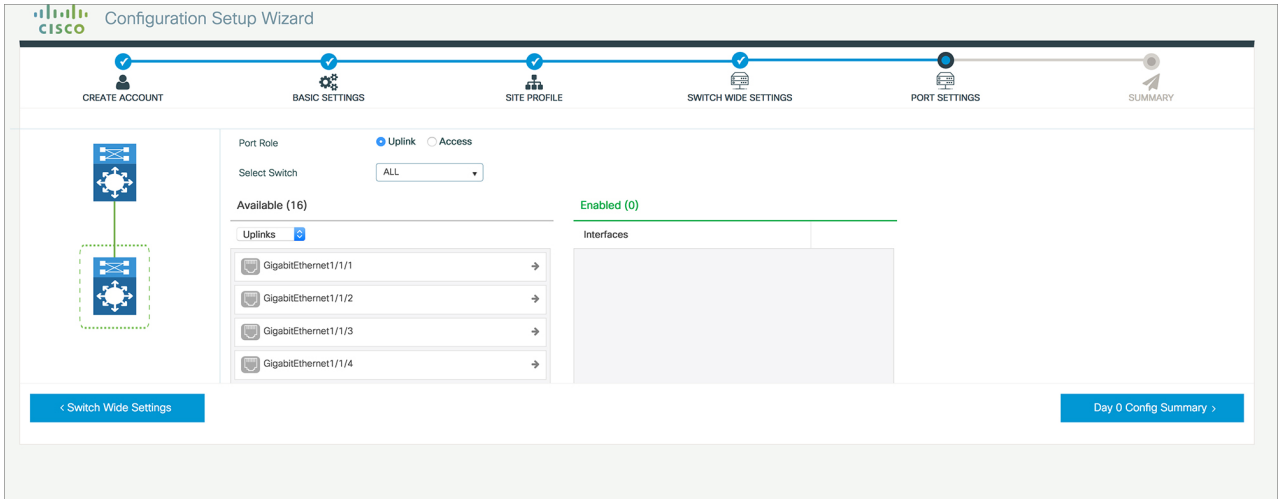 CISCO
Configuration Setup Wizard
CREATE ACCOUNT
BASIC SETTINGS
SITE PROFILE
SWITCH WIDE SETTINGS
PORT SETTINGS
SUMMARY
Port Role
Uplink
Access
Select Switch
ALL
Available (16)
Enabled (0)
Uplinks
Interfaces
GigabitEthernet1/1/1
GigabitEthernet1/1/2
GigabitEthernet1/1/3
GigabitEthernet1/1/4
< Switch Wide Settings
Day 0 Config Summary >